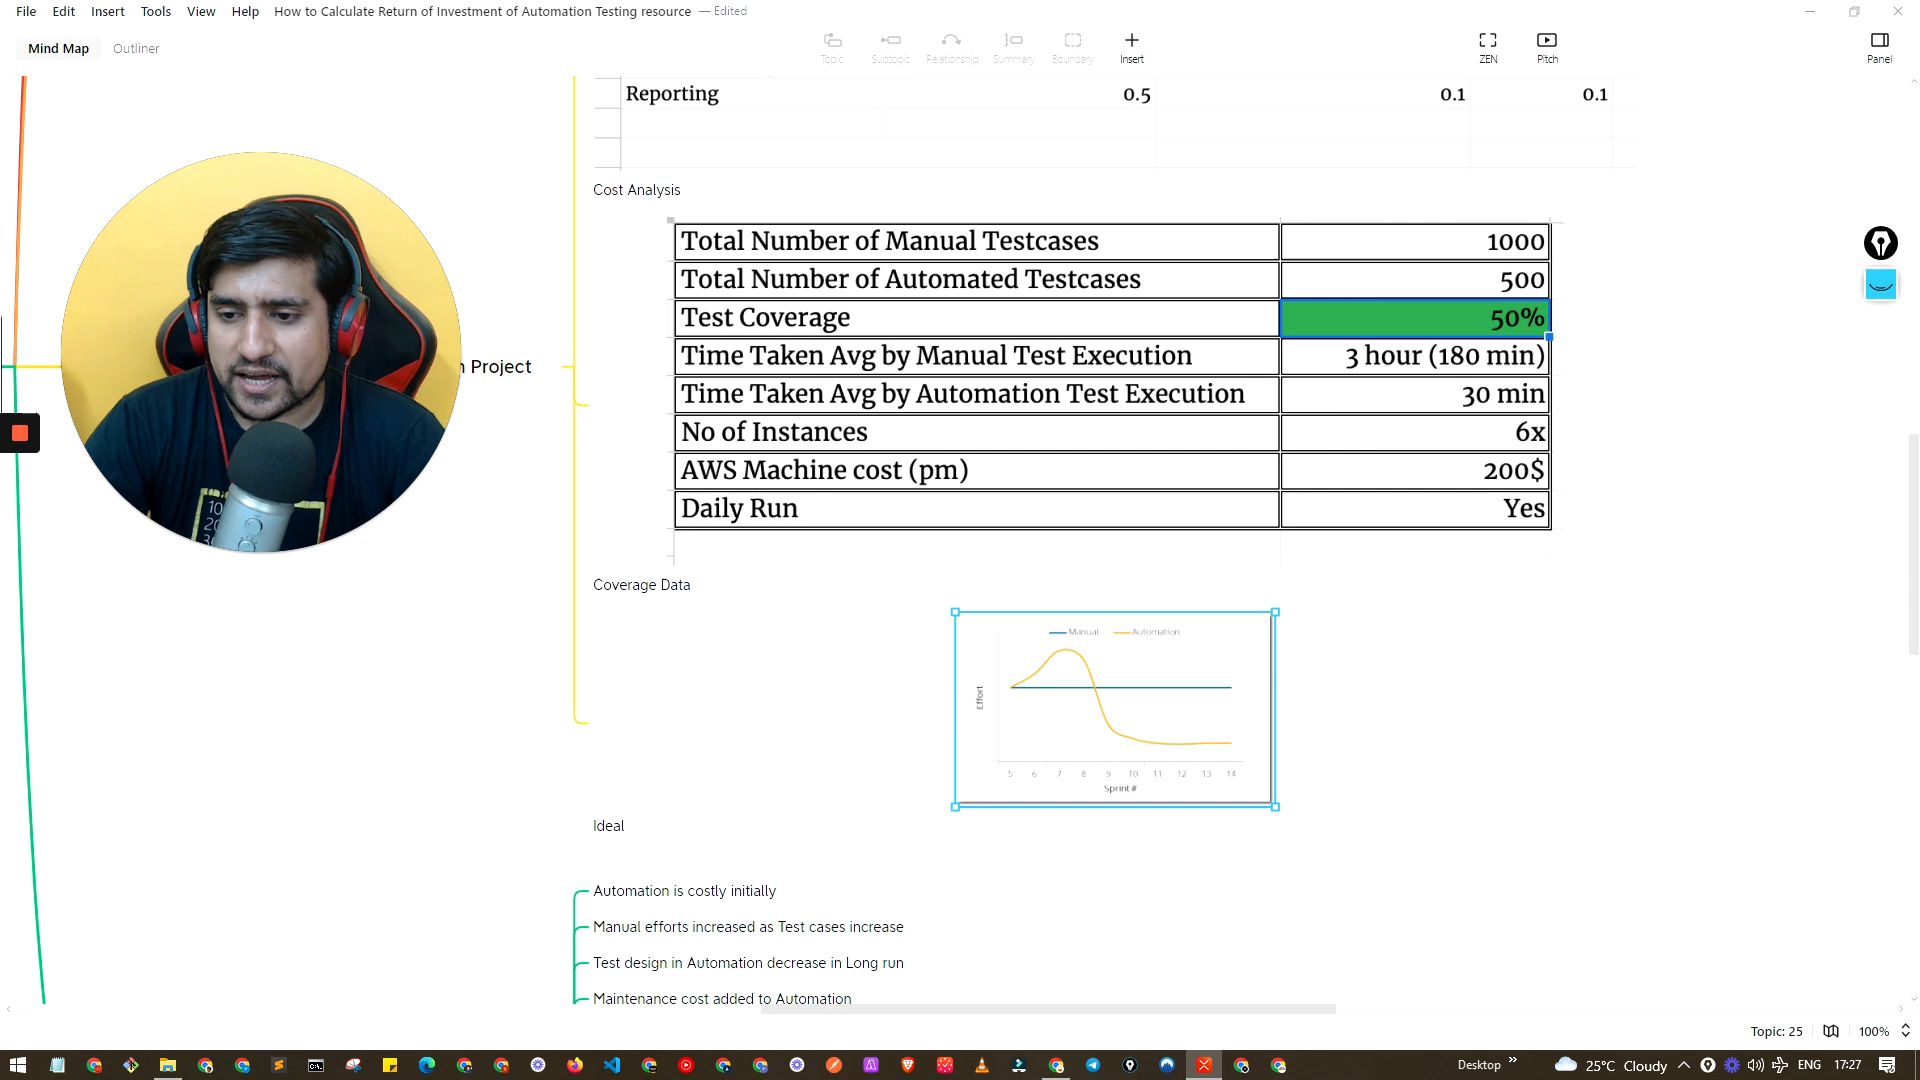 File Edit Insert Tools View Help How to Calculate Return of Investment of Automation Testing resource — Edited
Mind Map Outliner
Topic Subtopic Relationship Summary Boundary Insert ZEN Pitch Panel
Reporting 0.5 0.1 0.1
Cost Analysis
Total Number of Manual Testcases 1000
Total Number of Automated Testcases 500
Test Coverage 50%
Time Taken Avg by Manual Test Execution 3 hour (180 min)
Time Taken Avg by Automation Test Execution 30 min
No of Instances 6x
AWS Machine cost (pm) 200$
Daily Run Yes
Project
Coverage Data
Manual Automation
Effort
5 6 7 8 9 10 11 12 13 14
Sprint #
Ideal
Automation is costly initially
Manual efforts increased as Test cases increase
Test design in Automation decrease in Long run
Maintenance cost added to Automation
Topic: 25 100%
Desktop 25°C Cloudy ENG 17:27